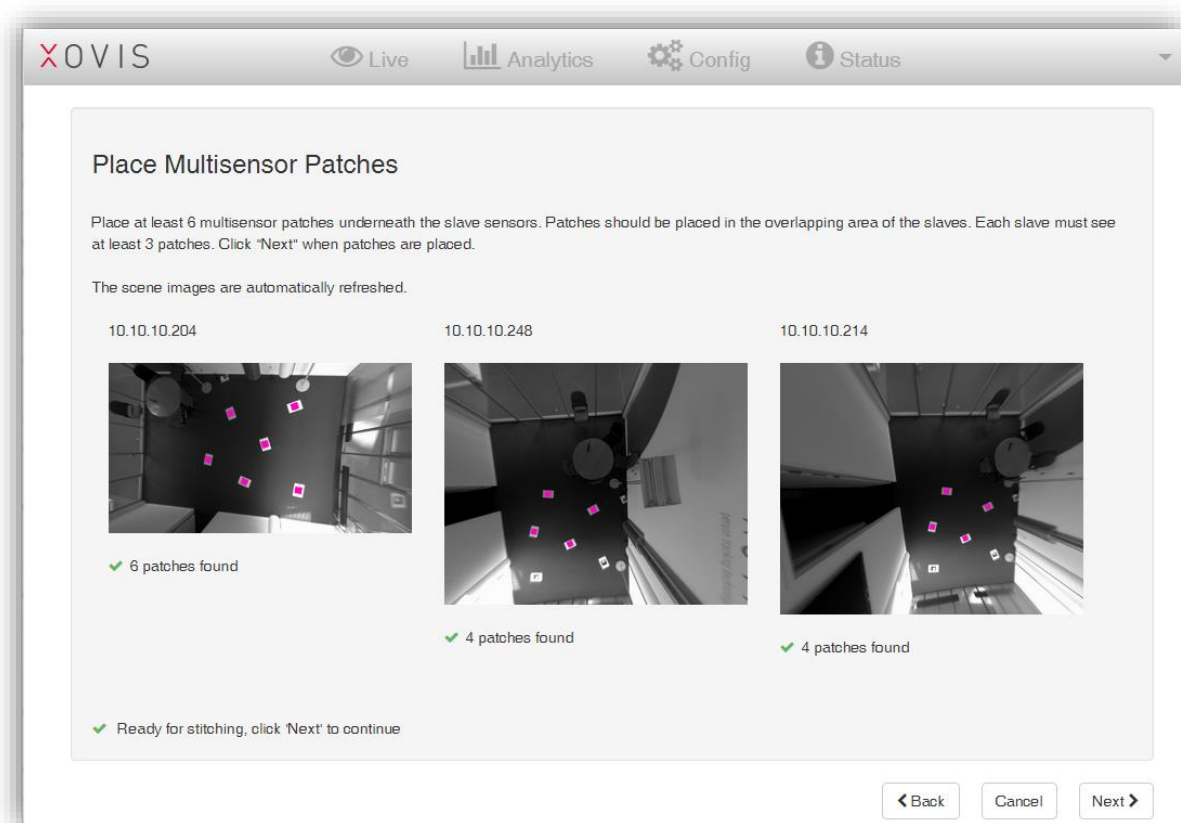 XOVIS
Live
Analytics
Config
Status
Place Multisensor Patches
Place at least 6 multisensor patches underneath the slave sensors. Patches should be placed in the overlapping area of the slaves. Each slave must see
at least 3 patches. Click "Next" when patches are placed.
The scene images are automatically refreshed.
10.10.10.204
10.10.10.248
10.10.10.214
6 patches found
4 patches found
4 patches found
Ready for stitching, click 'Next' to continue
Back
Cancel
Next